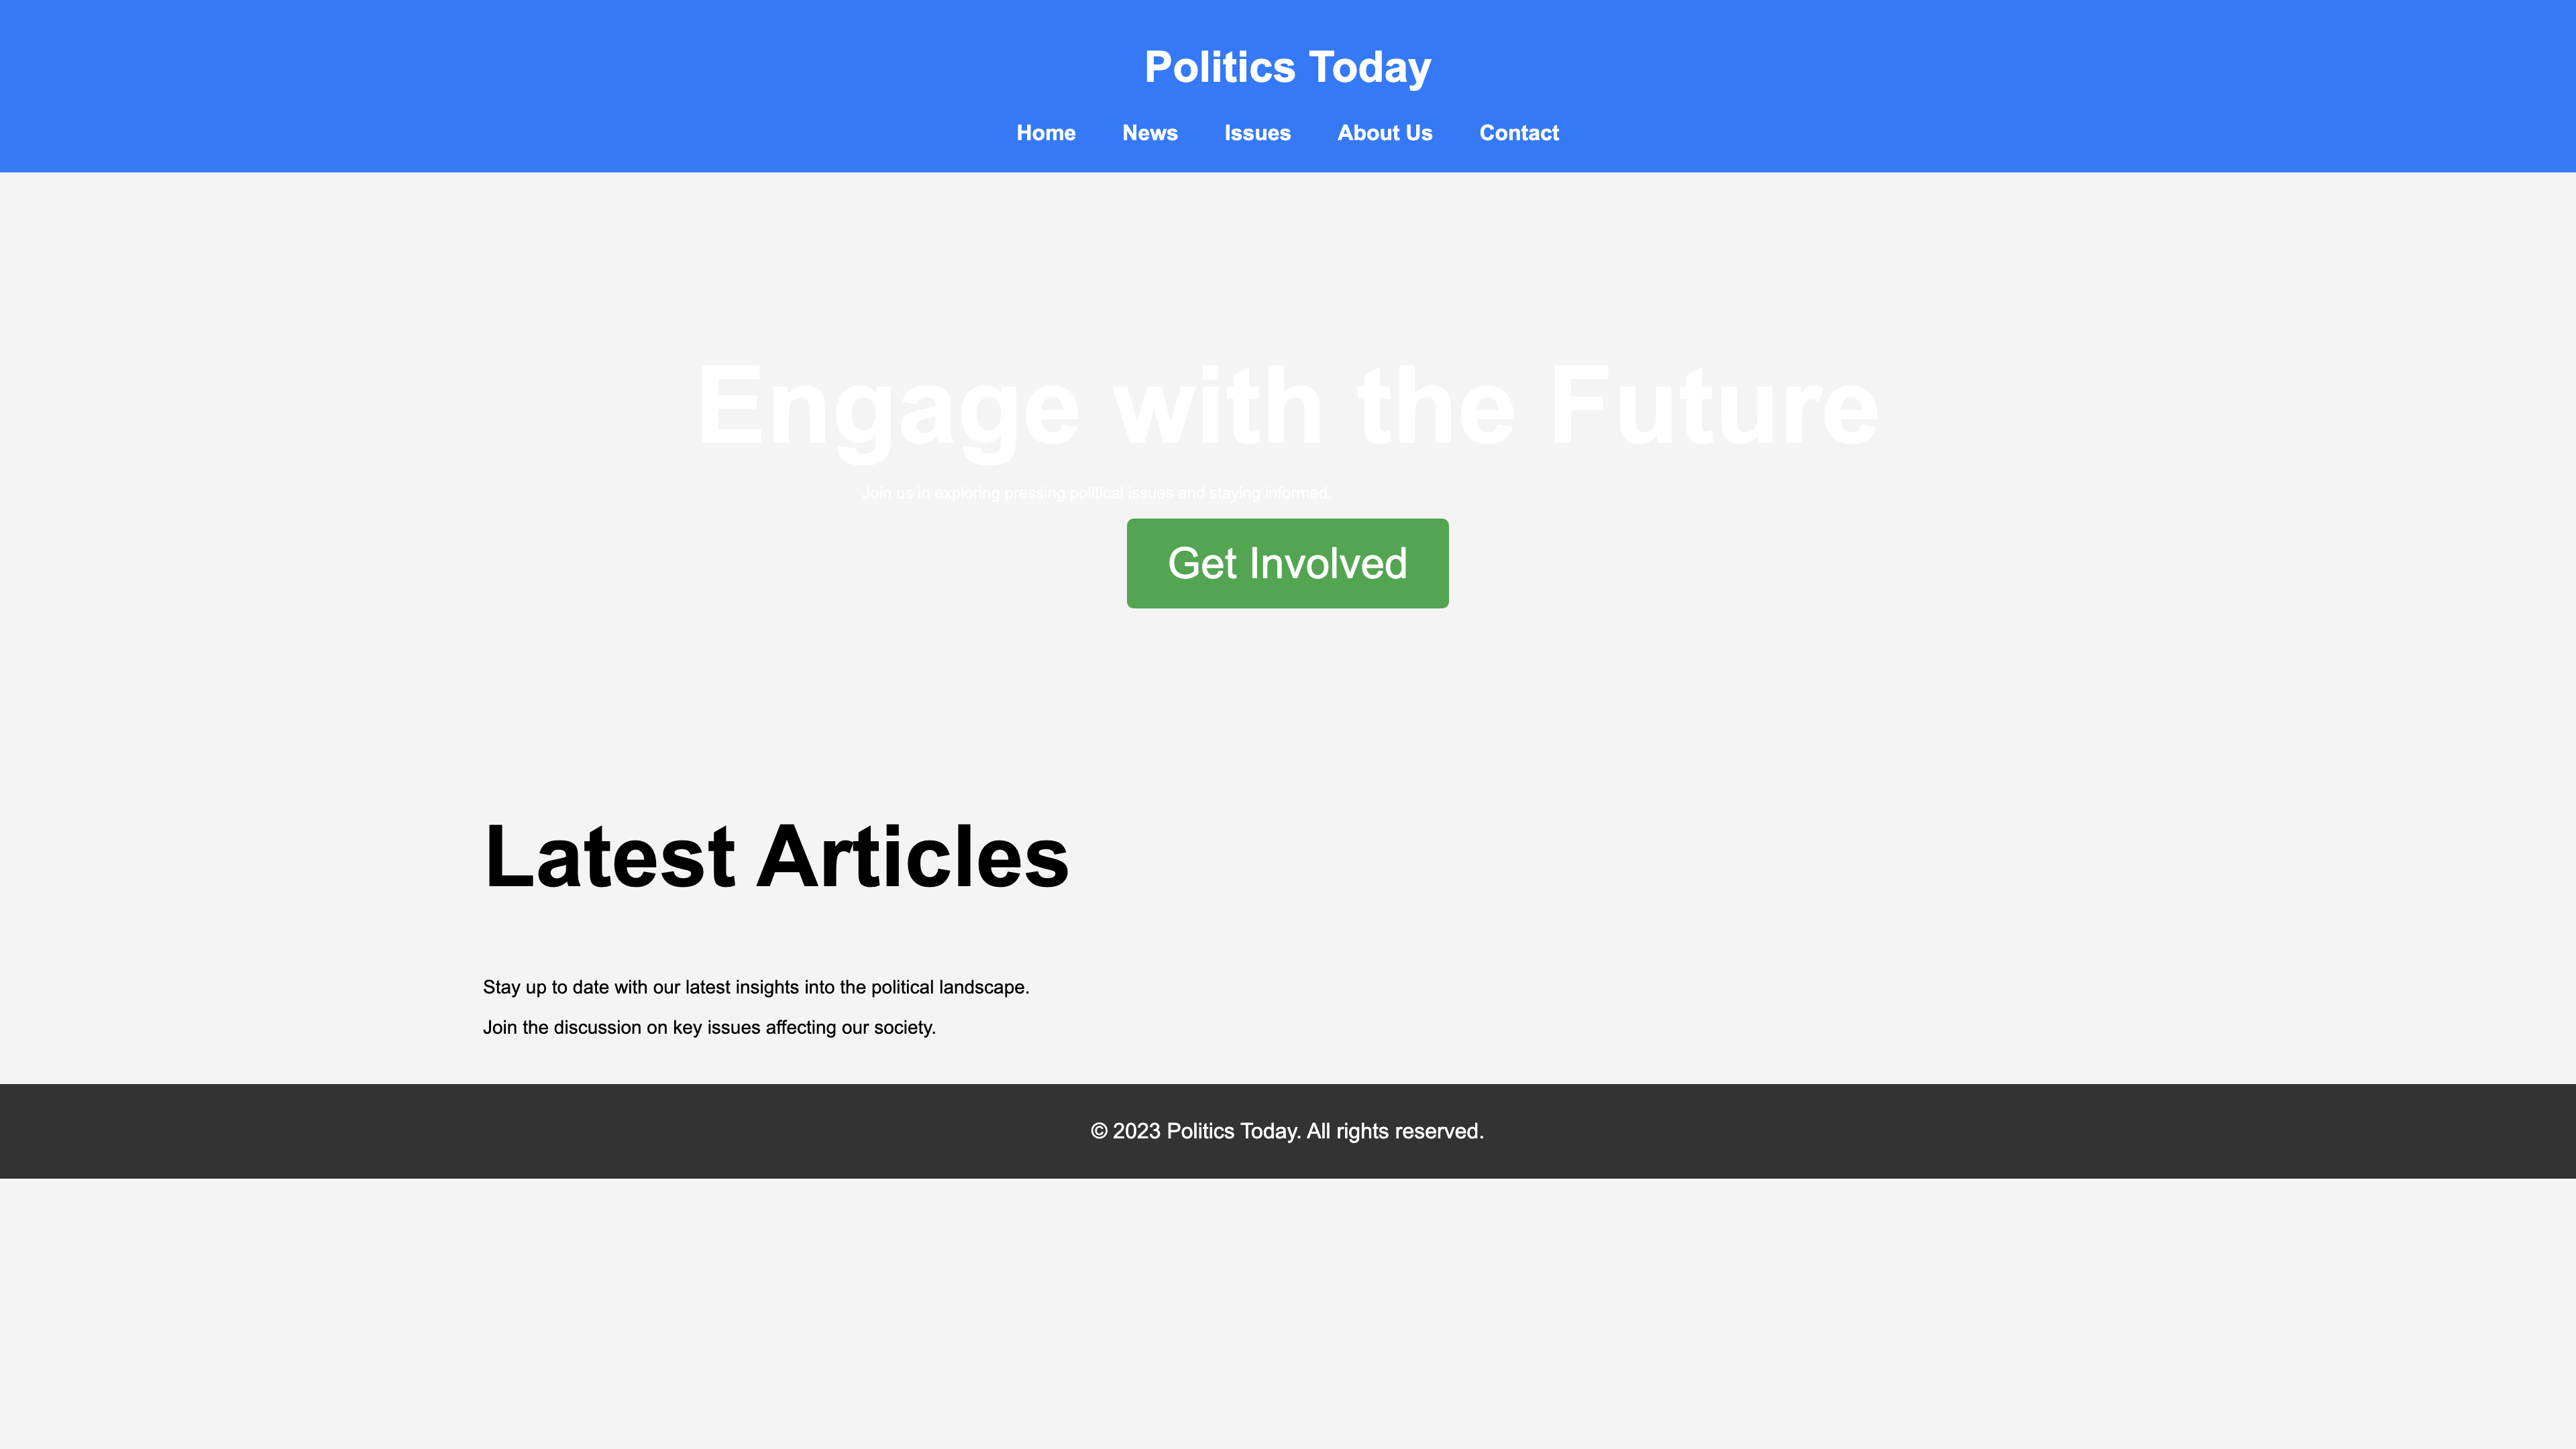 Politics Today
Home News Issues About Us Contact
Engage with the Future
Join us in exploring pressing political issues and staying informed.
Get Involved
Latest Articles
Stay up to date with our latest insights into the political landscape.
Join the discussion on key issues affecting our society.
© 2023 Politics Today. All rights reserved.